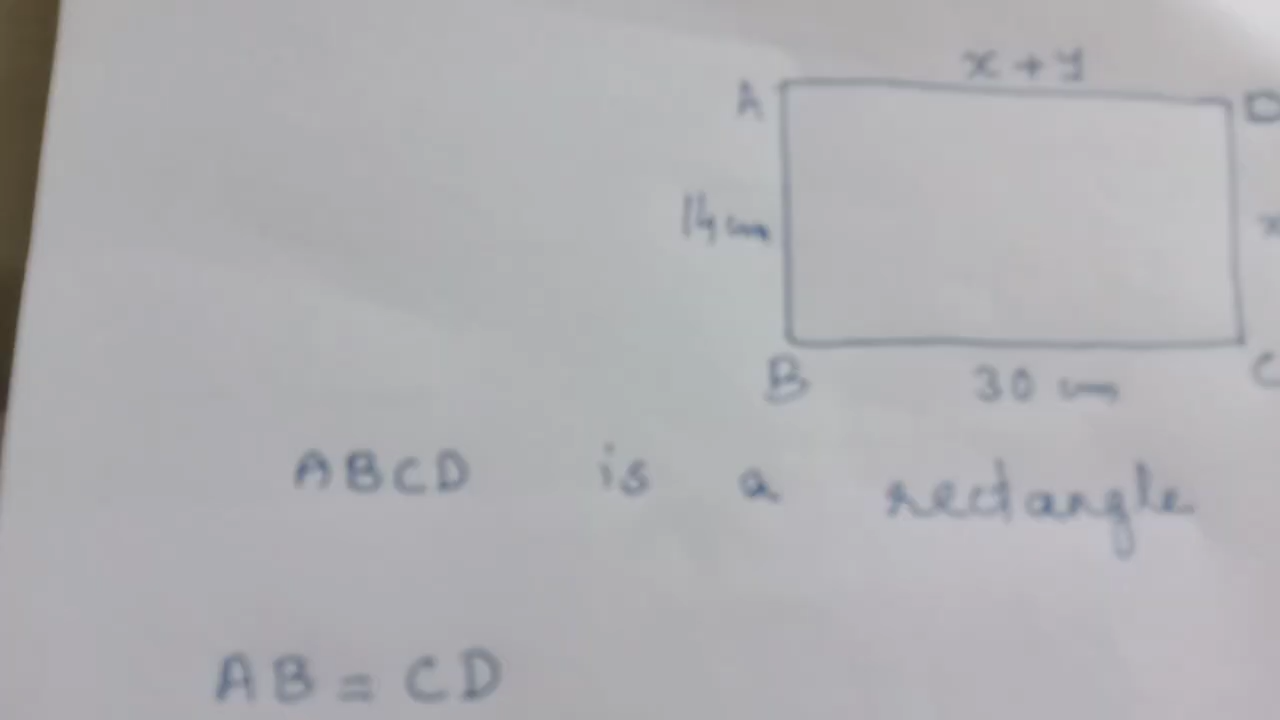 x + y
A D
14 cm
B C
30 cm
ABCD is a rectangle
AB = CD